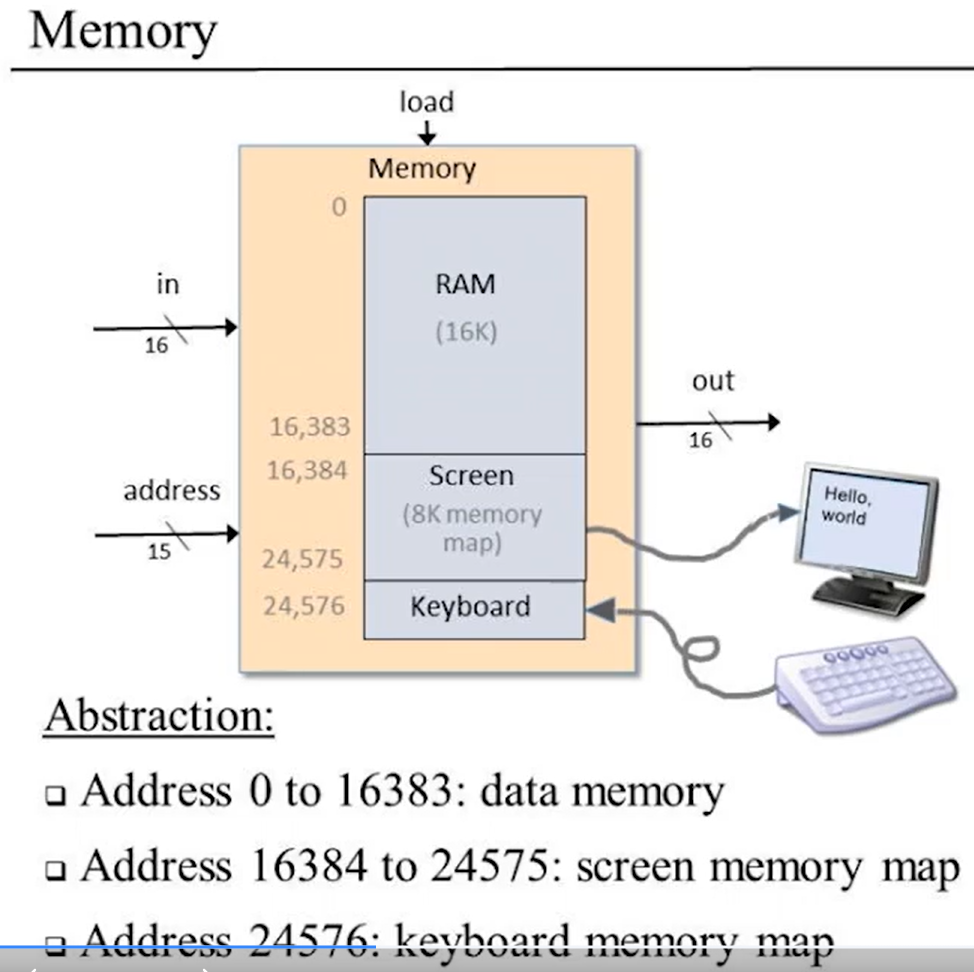 Memory
load
Memory
0
RAM
(16K)
in
16
out
16
16,383
16,384
Screen
(8K memory
map)
address
15
24,575
24,576
Keyboard
Hello,
world
Abstraction:
❑ Address 0 to 16383: data memory
❑ Address 16384 to 24575: screen memory map
❑ Address 24576: keyboard memory map